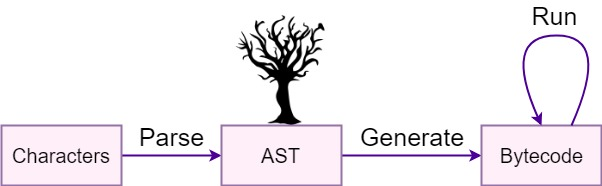 Run
Parse
Generate
Characters
AST
Bytecode